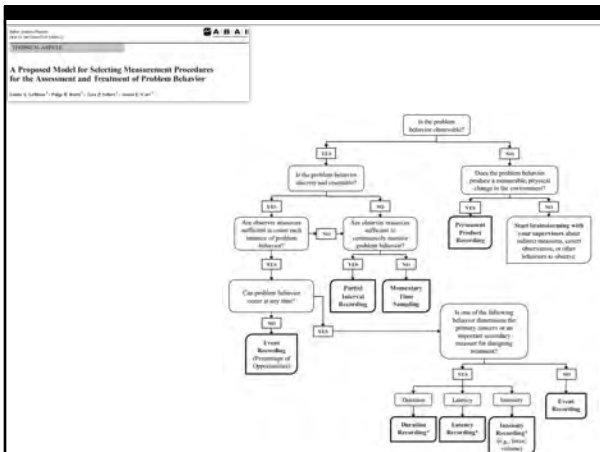 A B A I
TECHNICAL ARTICLE
A Proposed Model for Selecting Measurement Procedures
for the Assessment and Treatment of Problem Behavior
Is the problem
behavior observable?
YES
NO
Is the problem behavior
discrete and countable?
Does the problem behavior
produce a measurable physical
change in the environment?
YES
NO
YES
NO
Are observer resources
sufficient to count each
instance of problem
behavior?
NO
Are observer resources
sufficient to
continuously monitor
problem behavior?
Permanent
Product
Recording
Start brainstorming with
your supervisors about
indirect measures, covert
observation, or other
behaviors to observe
YES
YES
NO
Can problem behavior
occur at any time?
Partial
Interval
Recording
Momentary
Time
Sampling
NO
YES
Is one of the following
behavior dimensions the
primary concern or an
important secondary
measure for designing
treatment?
Event
Recording
(Percentage of
Opportunities)
YES
NO
Duration
Latency
Intensity
Event
Recording
Duration
Recording*
Latency
Recording*
Intensity
Recording*
(e.g., force,
volume)